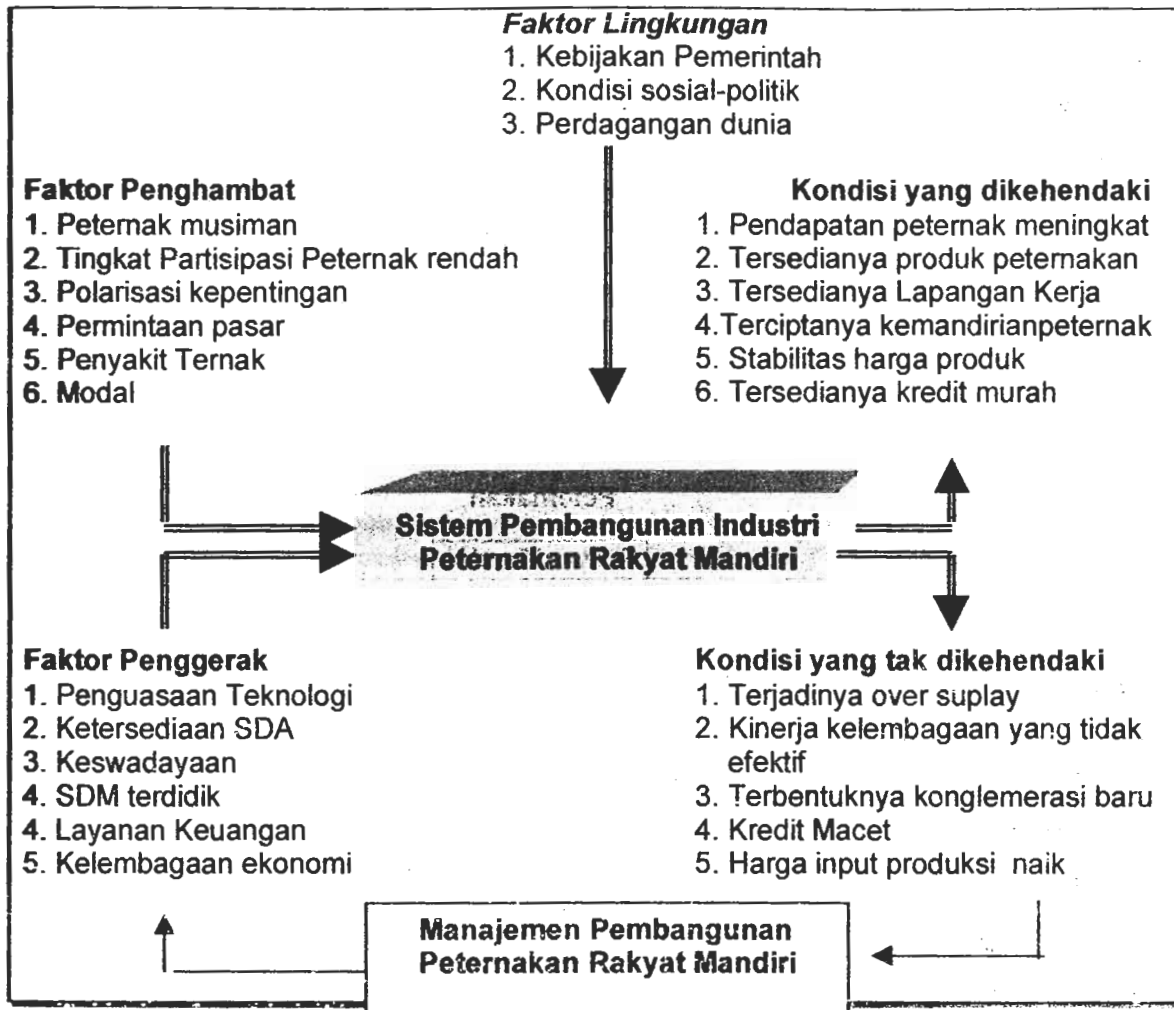 Faktor Lingkungan
1. Kebijakan Pemerintah
2. Kondisi sosial-politik
3. Perdagangan dunia
Faktor Penghambat
1. Peternak musiman
2. Tingkat Partisipasi Peternak rendah
3. Polarisasi kepentingan
4. Permintaan pasar
5. Penyakit Ternak
6. Modal
Kondisi yang dikehendaki
1. Pendapatan peternak meningkat
2. Tersedianya produk peternakan
3. Tersedianya Lapangan Kerja
4.Terciptanya kemandirianpeternak
5. Stabilitas harga produk
6. Tersedianya kredit murah
Sistem Pembangunan Industri
Peternakan Rakyat Mandiri
Faktor Penggerak
1. Penguasaan Teknologi
2. Ketersediaan SDA
3. Keswadayaan
4. SDM terdidik
4. Layanan Keuangan
5. Kelembagaan ekonomi
Kondisi yang tak dikehendaki
1. Terjadinya over suplay
2. Kinerja kelembagaan yang tidak
efektif
3. Terbentuknya konglemerasi baru
4. Kredit Macet
5. Harga input produksi naik
Manajemen Pembangunan
Peternakan Rakyat Mandiri